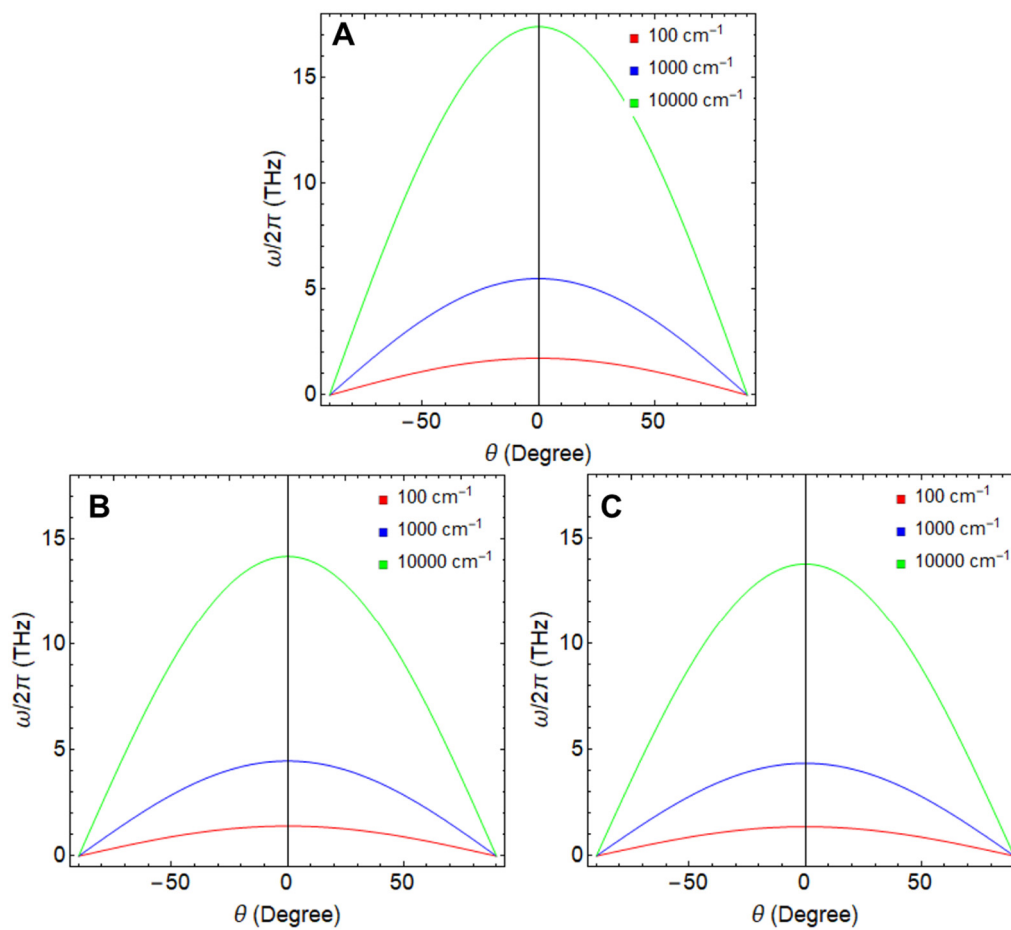 A
100 cm⁻¹
1000 cm⁻¹
10000 cm⁻¹
15
10
5
0
ω/2π (THz)
−50
0
50
θ (Degree)
B
100 cm⁻¹
1000 cm⁻¹
10000 cm⁻¹
15
10
5
0
ω/2π (THz)
−50
0
50
θ (Degree)
C
100 cm⁻¹
1000 cm⁻¹
10000 cm⁻¹
15
10
5
0
ω/2π (THz)
−50
0
50
θ (Degree)